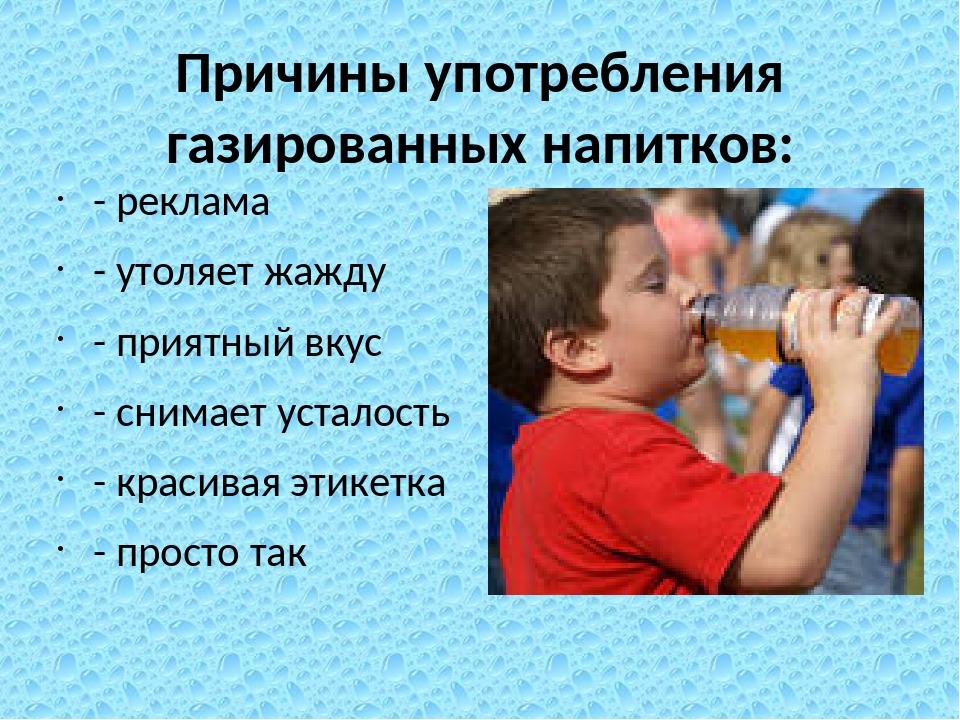 Причины употребления
газированных напитков:
- реклама
- утоляет жажду
- приятный вкус
- снимает усталость
- красивая этикетка
- просто так